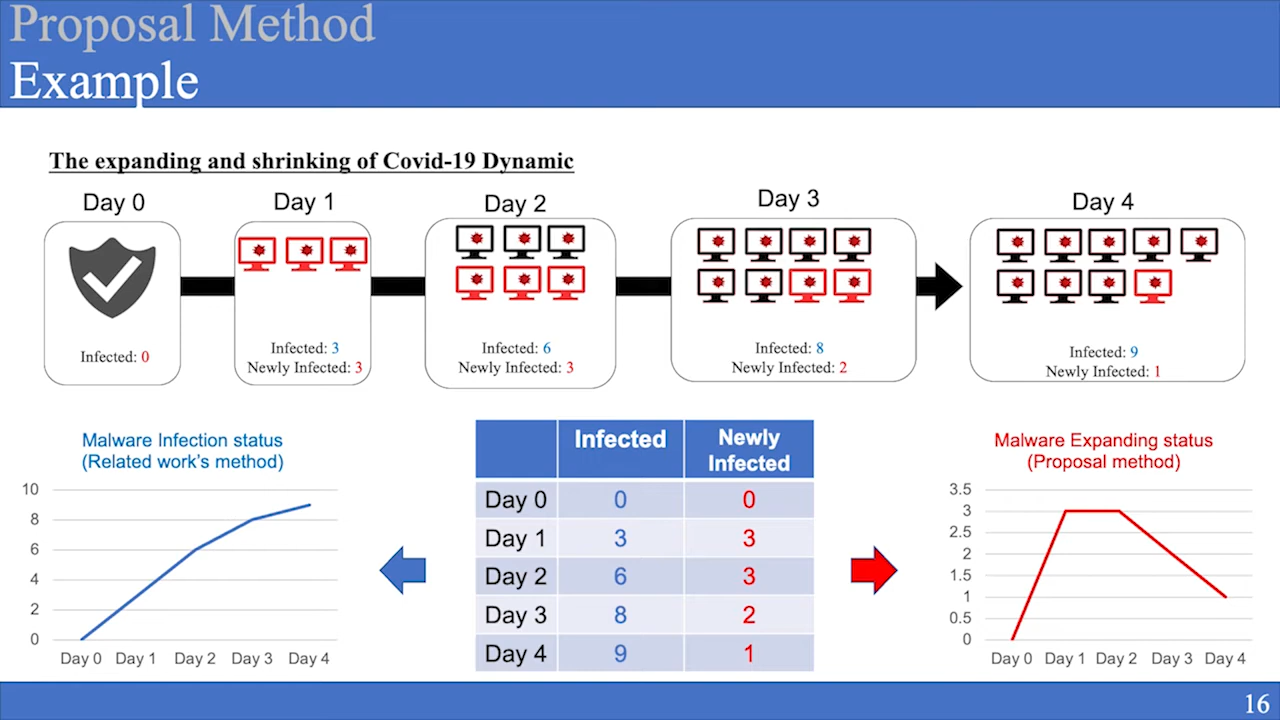 Proposal Method
Example
The expanding and shrinking of Covid-19 Dynamic
Day 0
Day 1
Day 2
Day 3
Day 4
Infected: 0
Infected: 3
Newly Infected: 3
Infected: 6
Newly Infected: 3
Infected: 8
Newly Infected: 2
Infected: 9
Newly Infected: 1
Malware Infection status
(Related work's method)
10
8
6
4
2
0
Day 0 Day 1 Day 2 Day 3 Day 4
Infected Newly
Infected
Day 0 0 0
Day 1 3 3
Day 2 6 3
Day 3 8 2
Day 4 9 1
Malware Expanding status
(Proposal method)
3.5
3
2.5
2
1.5
1
0.5
0
Day 0 Day 1 Day 2 Day 3 Day 4
16